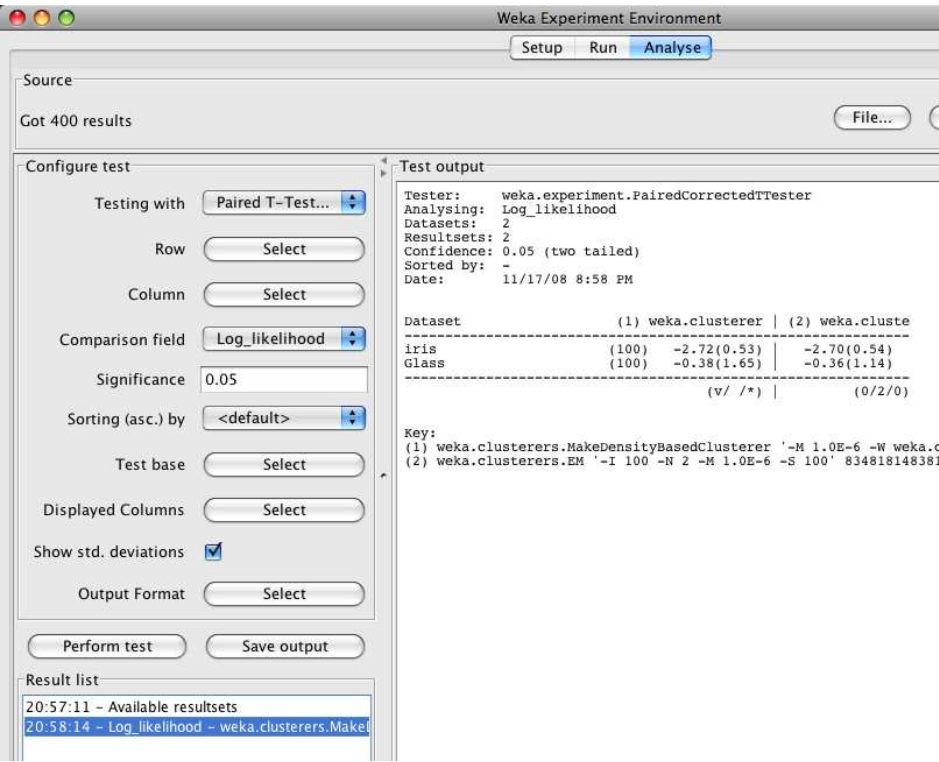 Weka Experiment Environment
Setup Run Analyse
Source
Got 400 results
File...
Configure test
Testing with Paired T-Test...
Row Select
Column Select
Comparison field Log_likelihood
Significance 0.05
Sorting (asc.) by <default>
Test base Select
Displayed Columns Select
Show std. deviations
Output Format Select
Perform test Save output
Result list
20:57:11 - Available resultsets
20:58:14 - Log_likelihood - weka.clusterers.Make
Test output
Tester: weka.experiment.PairedCorrectedTTester
Analysing: Log_likelihood
Datasets: 2
Resultsets: 2
Confidence: 0.05 (two tailed)
Sorted by: -
Date: 11/17/08 8:58 PM
Dataset (1) weka.clusterer | (2) weka.cluste
iris (100) -2.72(0.53) | -2.70(0.54)
Glass (100) -0.38(1.65) | -0.36(1.14)
(v/ /*) | (0/2/0)
Key:
(1) weka.clusterers.MakeDensityBasedClusterer '-M 1.0E-6 -W weka.
(2) weka.clusterers.EM '-I 100 -N 2 -M 1.0E-6 -S 100' 834818148381